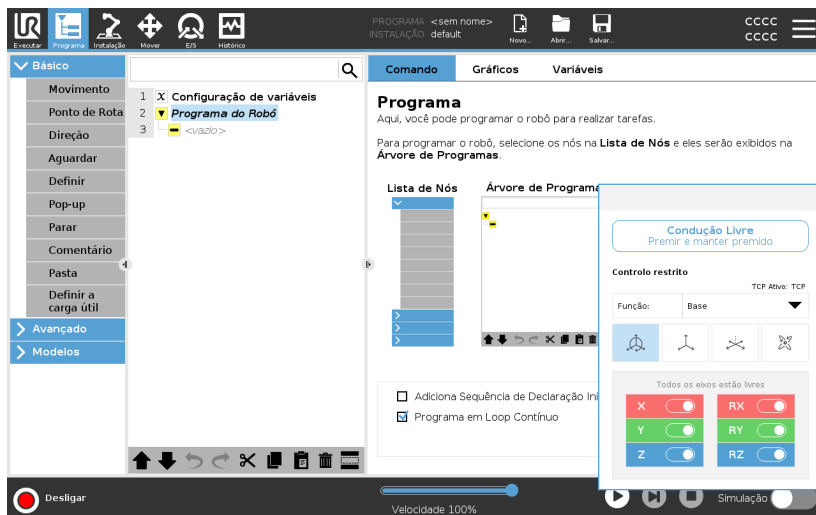 PROGRAMA <sem nome>
INSTALAÇÃO default
Executar Programa Instalação Mover E/S Histórico Novo... Abrir... Salvar...
CCCC
CCCC
Básico
Movimento
Ponto de Rota
Direção
Aguardar
Definir
Pop-up
Parar
Comentário
Pasta
Definir a
carga útil
Avançado
Modelos
1 X Configuração de variáveis
2 Programa do Robô
3 <vazio>
Comando Gráficos Variáveis
Programa
Aqui, você pode programar o robô para realizar tarefas.
Para programar o robô, selecione os nós na Lista de Nós e eles serão exibidos na
Árvore de Programas.
Lista de Nós Árvore de Programa
Adiciona Sequência de Declaração Ini
Programa em Loop Contínuo
Condução Livre
Premir e manter premido
Controlo restrito
TCP Ativo: TCP
Função: Base
Todos os eixos estão livres
X RX
Y RY
Z RZ
Desligar
Velocidade 100%
Simulação